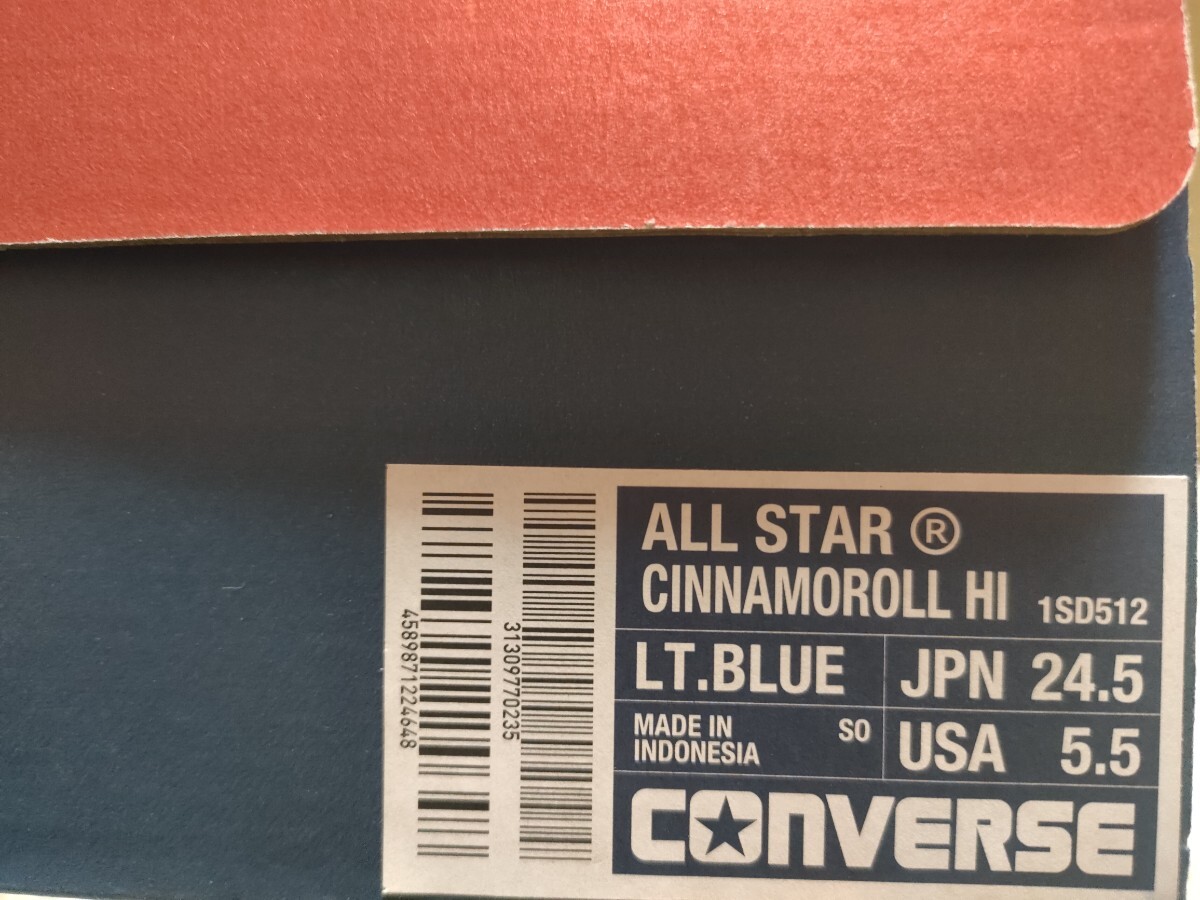 4589871224648
31309770235
ALL STAR ®
CINNAMOROLL HI 1SD512
LT.BLUE
JPN 24.5
MADE IN
INDONESIA
SO
USA 5.5
CONVERSE